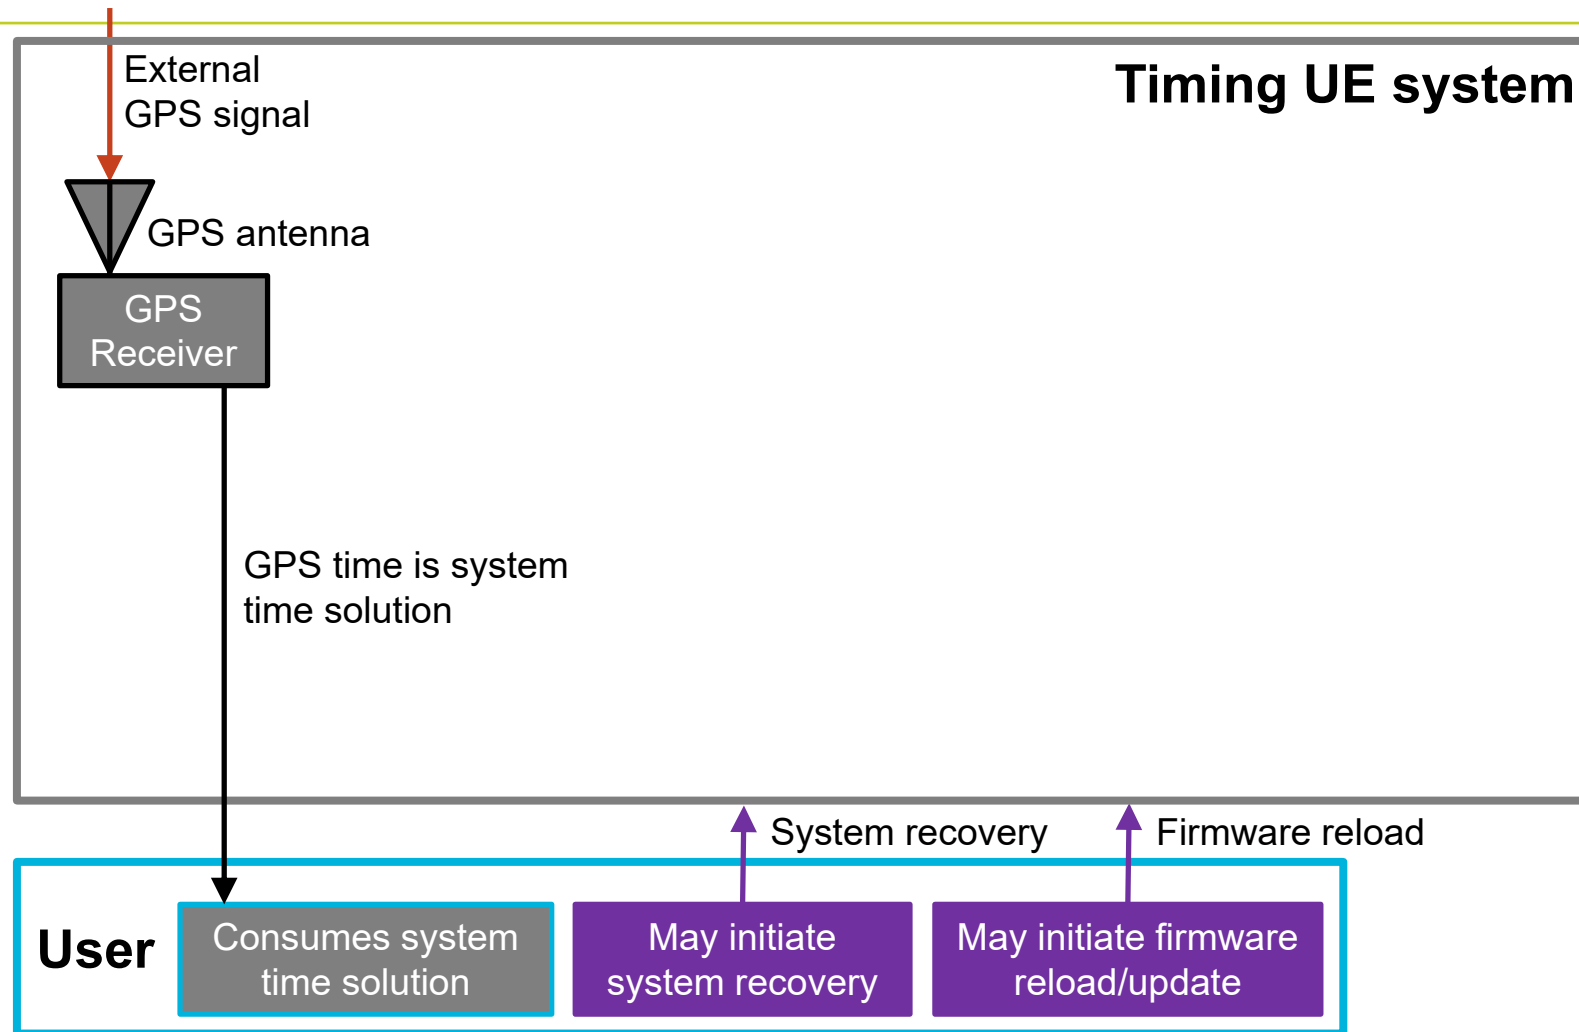 External
GPS signal
Timing UE system
GPS antenna
GPS
Receiver
GPS time is system
time solution
System recovery
Firmware reload
User
Consumes system
time solution
May initiate
system recovery
May initiate firmware
reload/update